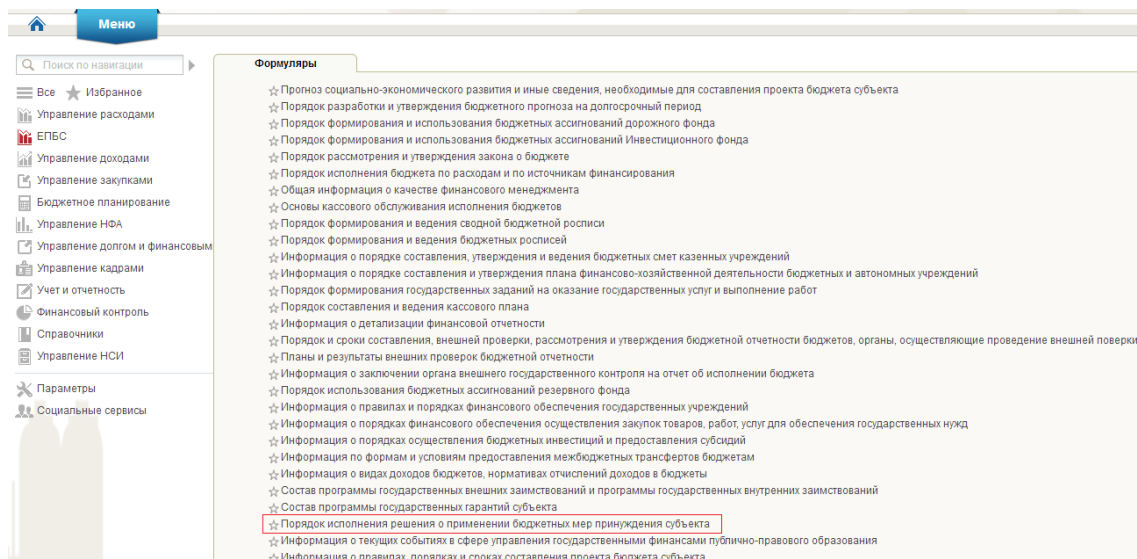 Меню
Поиск по навигации
Все Избранное
Управление расходами
ЕПБС
Управление доходами
Управление закупками
Бюджетное планирование
Управление НФА
Управление долгом и финансовым
Управление кадрами
Учет и отчетность
Финансовый контроль
Справочники
Управление НСИ
Параметры
Социальные сервисы
Формуляры
Прогноз социально-экономического развития и иные сведения, необходимые для составления проекта бюджета субъекта
Порядок разработки и утверждения бюджетного прогноза на долгосрочный период
Порядок формирования и использования бюджетных ассигнований дорожного фонда
Порядок формирования и использования бюджетных ассигнований Инвестиционного фонда
Порядок рассмотрения и утверждения закона о бюджете
Порядок исполнения бюджета по расходам и по источникам финансирования
Общая информация о качестве финансового менеджмента
Основы кассового обслуживания исполнения бюджетов
Порядок формирования и ведения сводной бюджетной росписи
Порядок формирования и ведения бюджетных росписей
Информация о порядке составления, утверждения и ведения бюджетных смет казенных учреждений
Информация о порядке составления и утверждения плана финансово-хозяйственной деятельности бюджетных и автономных учреждений
Порядок формирования государственных заданий на оказание государственных услуг и выполнение работ
Порядок составления и ведения кассового плана
Информация о детализации финансовой отчетности
Порядок и сроки составления, внешней проверки, рассмотрения и утверждения бюджетной отчетности бюджетов, органы, осуществляющие проведение внешней поверки
Планы и результаты внешних проверок бюджетной отчетности
Информация о заключении органа внешнего государственного контроля на отчет об исполнении бюджета
Порядок использования бюджетных ассигнований резервного фонда
Информация о правилах и порядках финансового обеспечения государственных учреждений
Информация о порядках финансового обеспечения осуществления закупок товаров, работ, услуг для обеспечения государственных нужд
Информация о порядках осуществления бюджетных инвестиций и предоставления субсидий
Информация по формам и условиям предоставления межбюджетных трансфертов бюджетам
Информация о видах доходов бюджетов, нормативах отчислений доходов в бюджеты
Состав программы государственных внешних заимствований и программы государственных внутренних заимствований
Состав программы государственных гарантий субъекта
Порядок исполнения решения о применении бюджетных мер принуждения субъекта
Информация о текущих событиях в сфере управления государственными финансами публично-правового образования
Информация о правилах, порядках и сроках составления проекта бюджета субъекта